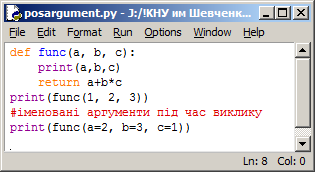 posargument.py - J:/!КНУ им Шевченк...
File Edit Format Run Options Window Help
def func(a, b, c):
    print(a,b,c)
    return a+b*c
print(func(1, 2, 3))
#іменовані аргументи під час виклику
print(func(a=2, b=3, c=1))
Ln: 8 Col: 0